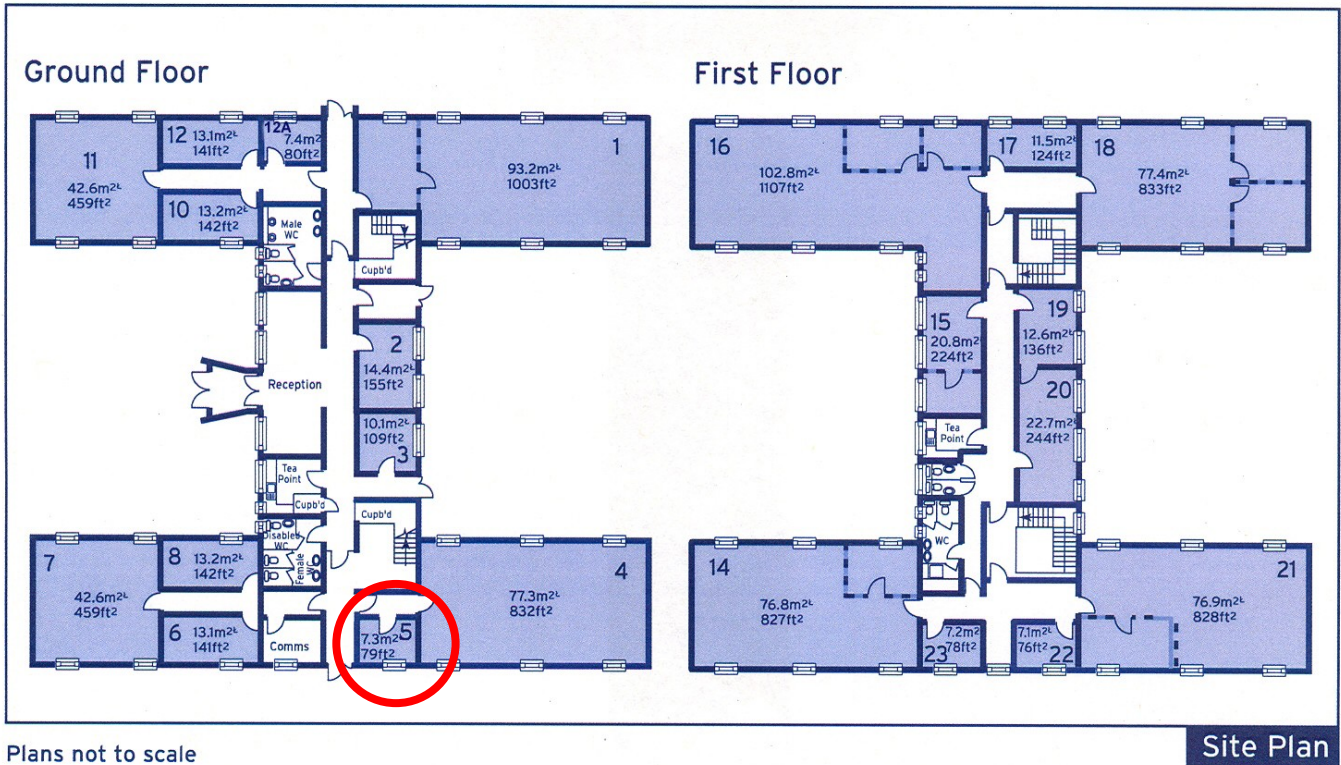 Ground Floor
First Floor
11
42.6m²
459ft²
12 13.1m²
141ft²
12A
7.4m²
80ft²
10 13.2m²
142ft²
1
93.2m²
1003ft²
Male
WC
Cupb'd
2
14.4m²
155ft²
Reception
10.1m²
109ft²
3
Tea
Point
Cupb'd
Cupb'd
Disabled
WC
Female
WC
7
42.6m²
459ft²
8 13.2m²
142ft²
6 13.1m²
141ft²
Comms
5
7.3m²
79ft²
4
77.3m²
832ft²
16
102.8m²
1107ft²
17 11.5m²
124ft²
18
77.4m²
833ft²
15
20.8m²
224ft²
19
12.6m²
136ft²
20
22.7m²
244ft²
Tea
Point
WC
14
76.8m²
827ft²
7.2m²
78ft²
23
7.1m²
76ft²
22
21
76.9m²
828ft²
Plans not to scale
Site Plan